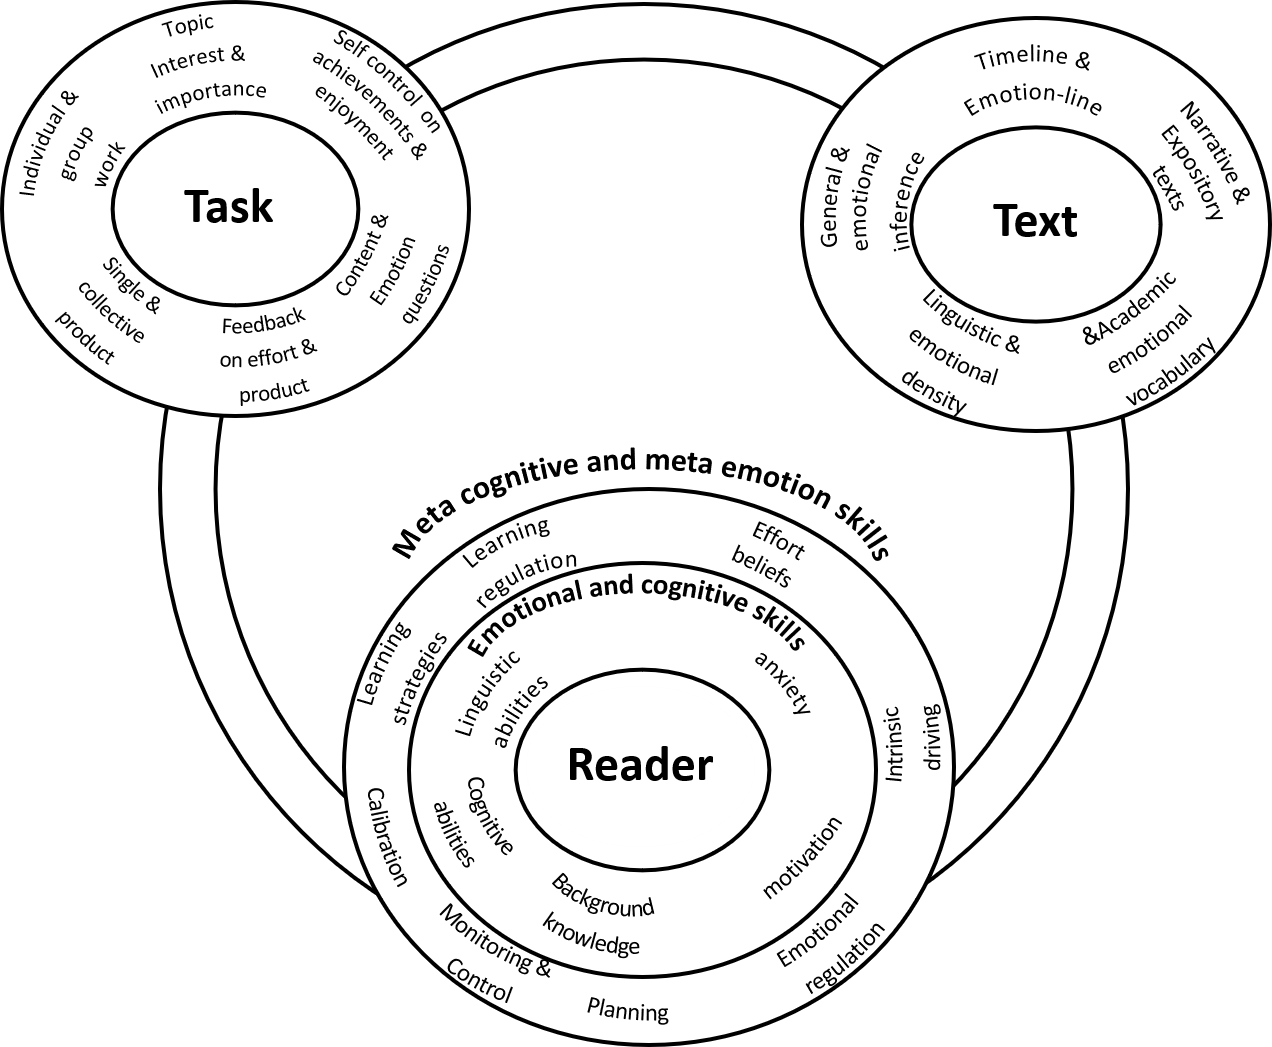 Topic
Interest &
importance
Self control on
achievements &
enjoyment
Individual &
group
work
Task
Content &
Emotion
questions
Single &
collective
product
Feedback
on effort &
product
Timeline &
Emotion-line
Narrative &
Expository
texts
General &
emotional
inference
Text
Linguistic &
emotional
density
&Academic
emotional
vocabulary
Meta cognitive and meta emotion skills
Learning
regulation
Effort
beliefs
Emotional and cognitive skills
Learning
strategies
Linguistic
abilities
anxiety
Intrinsic
driving
Reader
Cognitive
abilities
Calibration
motivation
Background
knowledge
Emotional
regulation
Monitoring &
Control
Planning